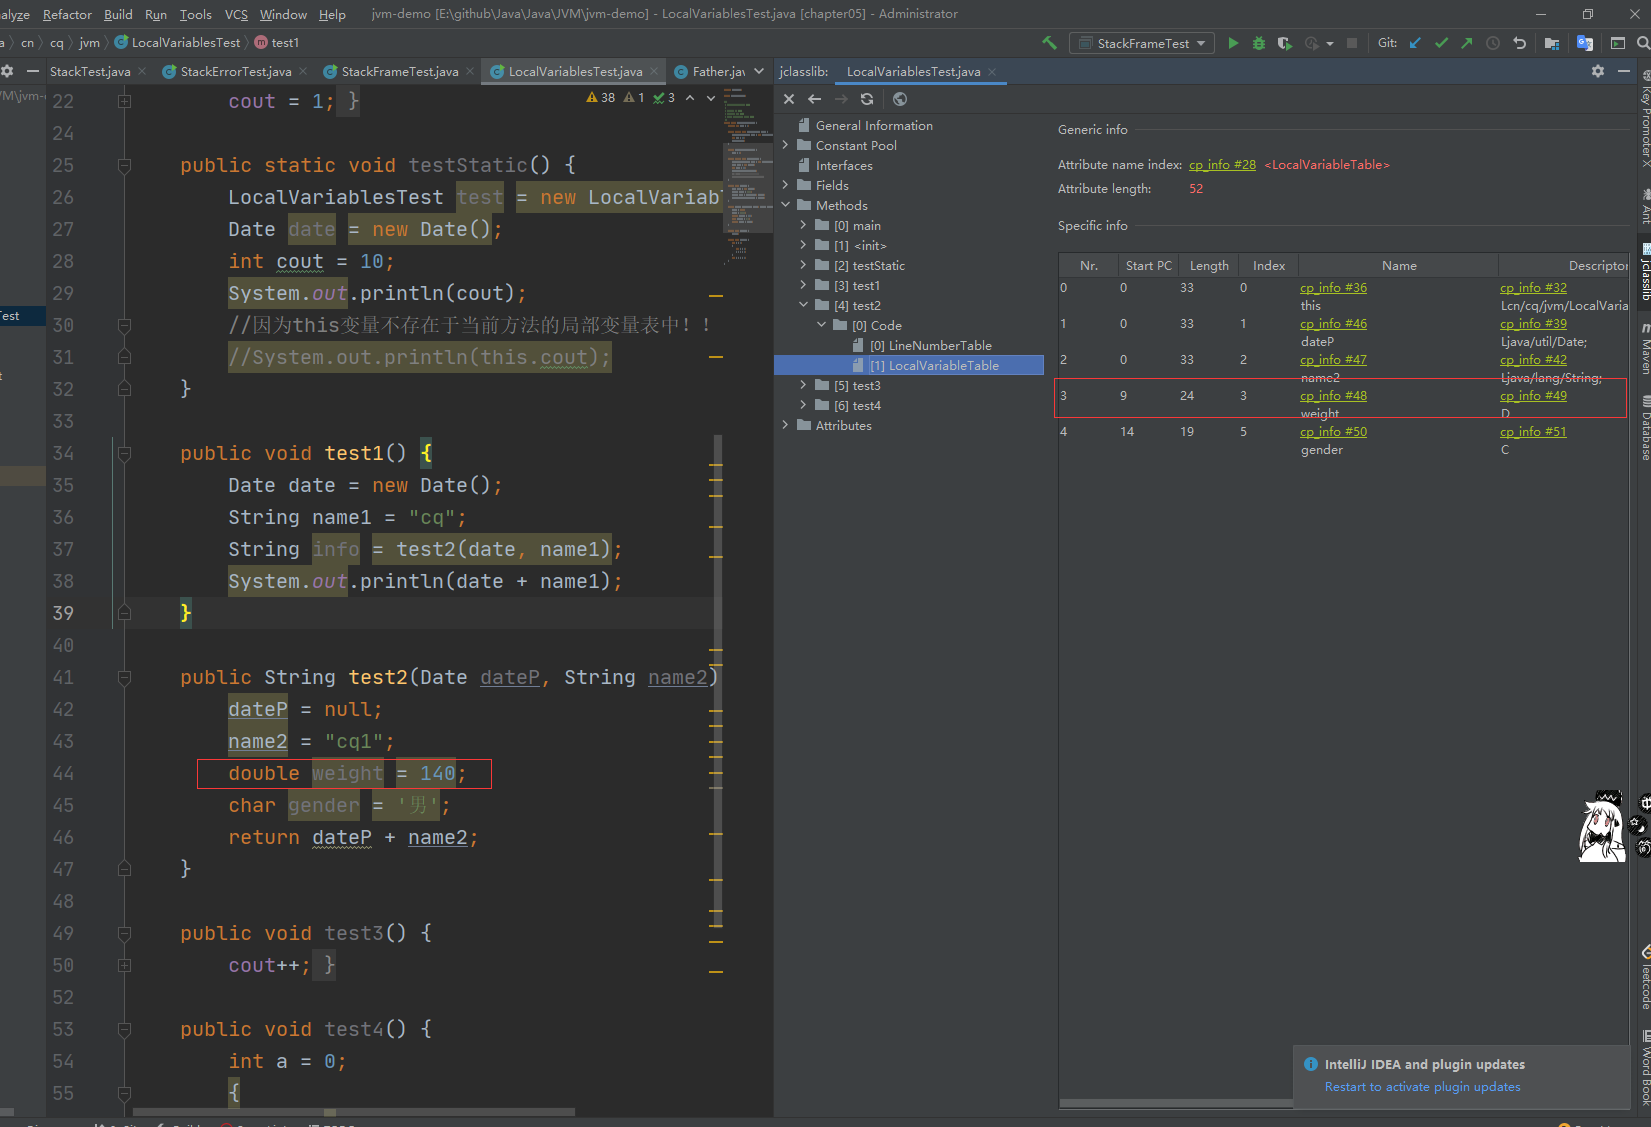 nalyze Refactor Build Run Tools VCS Window Help jvm-demo [E:\github\Java\Java\JVM\jvm-demo] - LocalVariablesTest.java [chapter05] - Administrator
a cn cq jvm LocalVariablesTest test1 StackFrameTest Git:
StackTest.java StackErrorTest.java StackFrameTest.java LocalVariablesTest.java Father.jav jclasslib: LocalVariablesTest.java
VM\jvm-
22 cout = 1; } 38 1 3
24
25 public static void testStatic() {
26 LocalVariablesTest test = new LocalVariab
27 Date date = new Date();
28 int cout = 10;
29 System.out.println(cout);
30 //因为this变量不存在于当前方法的局部变量表中!!
31 //System.out.println(this.cout);
32 }
33
34 public void test1() {
35 Date date = new Date();
36 String name1 = "cq";
37 String info = test2(date, name1);
38 System.out.println(date + name1);
39 }
40
41 public String test2(Date dateP, String name2)
42 dateP = null;
43 name2 = "cq1";
44 double weight = 140;
45 char gender = '男';
46 return dateP + name2;
47 }
48
49 public void test3() {
50 cout++; }
52
53 public void test4() {
54 int a = 0;
55 {
est
t
General Information
Constant Pool
Interfaces
Fields
Methods
[0] main
[1] <init>
[2] testStatic
[3] test1
[4] test2
[0] Code
[0] LineNumberTable
[1] LocalVariableTable
[5] test3
[6] test4
Attributes
Generic info
Attribute name index: cp_info #28 <LocalVariableTable>
Attribute length: 52
Specific info
Nr. Start PC Length Index Name Descriptor
0 0 33 0 cp_info #36 cp_info #32
this Lcn/cq/jvm/LocalVaria
1 0 33 1 cp_info #46 cp_info #39
dateP Ljava/util/Date;
2 0 33 2 cp_info #47 cp_info #42
name2 Ljava/lang/String;
3 9 24 3 cp_info #48 cp_info #49
weight D
4 14 19 5 cp_info #50 cp_info #51
gender C
Key Promoter X
Ant
jclasslib
Maven
Database
leetcode
Word Book
IntelliJ IDEA and plugin updates
Restart to activate plugin updates